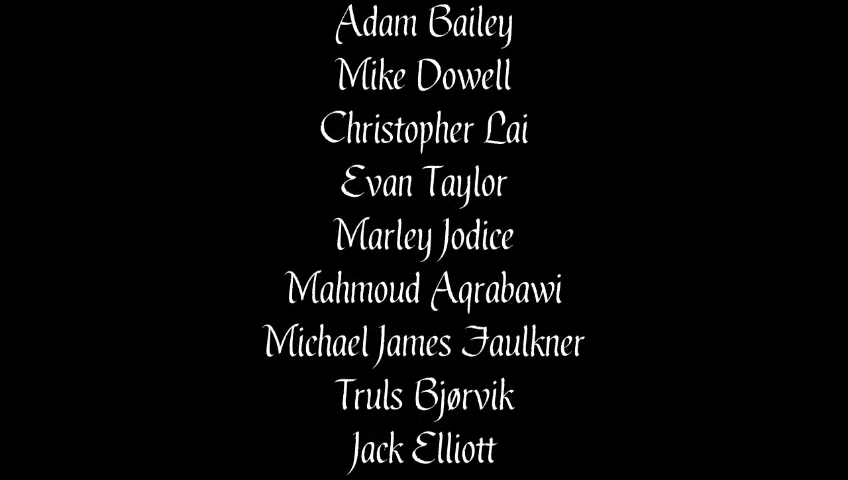 Adam Bailey
Mike Dowell
Christopher Lai
Evan Taylor
Marley Jodice
Mahmoud Aqrabawi
Michael James Faulkner
Truls Bjørvik
Jack Elliott